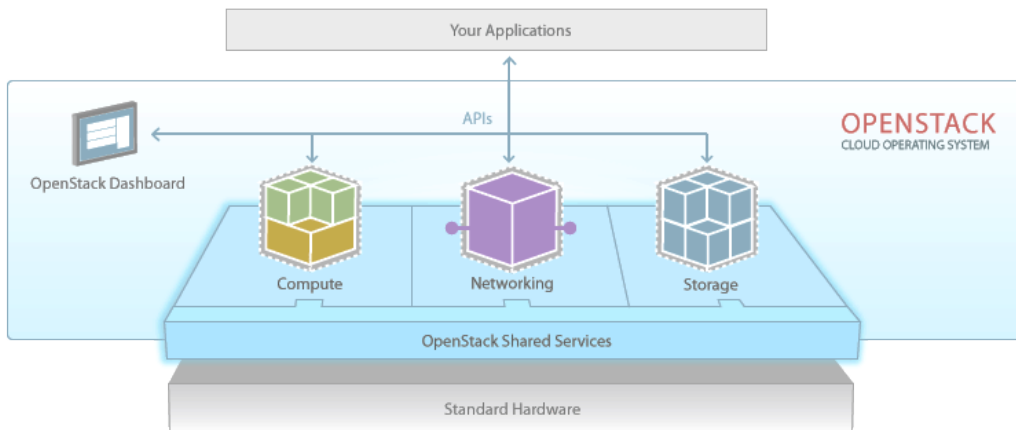 Your Applications
APIs
OPENSTACK
CLOUD OPERATING SYSTEM
OpenStack Dashboard
Compute
Networking
Storage
OpenStack Shared Services
Standard Hardware